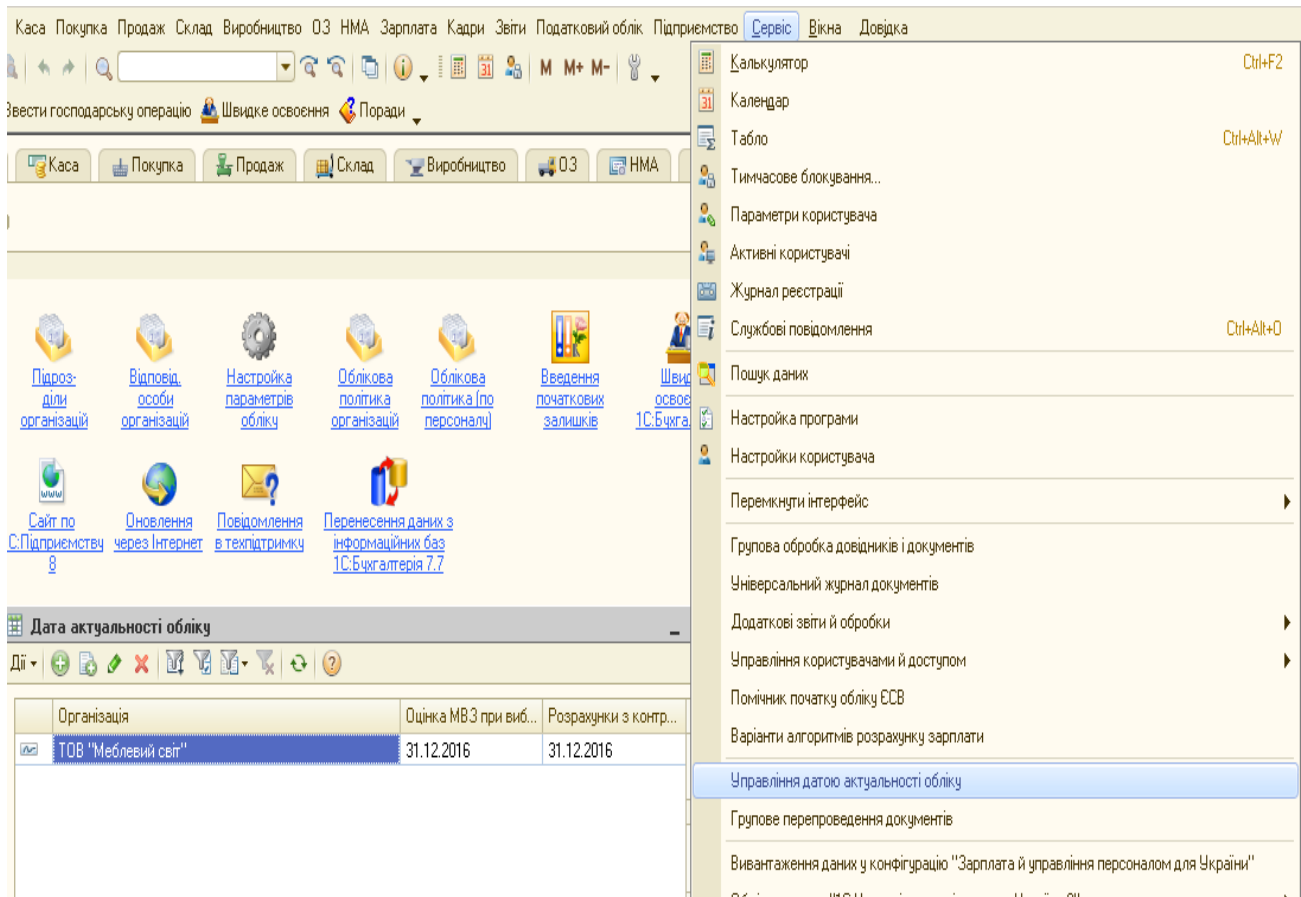 Каса Покупка Продаж Склад Виробництво ОЗ НМА Зарплата Кадри Звіти Податковий облік Підприємство Сервіс Вікна Довідка
M M+ M-
Ввести господарську операцію Швидке освоєння Поради
Каса Покупка Продаж Склад Виробництво ОЗ НМА
Підроз-
діли
організацій
Відповід.
особи
організацій
Настройка
параметрів
обліку
Облікова
політика
організацій
Облікова
політика (по
персоналу)
Введення
початкових
залишків
Сайт по
С:Підприємству
8
Оновлення
через Інтернет
Повідомлення
в техпідтримку
Перенесення даних з
інформаційних баз
1С:Бухгалтерія 7.7
Дата актуальності обліку
Дії
Організація Оцінка МВЗ при виб... Розрахунки з контр...
ТОВ "Меблевий світ" 31.12.2016 31.12.2016
Калькулятор Ctrl+F2
Календар
Табло Ctrl+Alt+W
Тимчасове блокування...
Параметри користувача
Активні користувачі
Журнал реєстрації
Службові повідомлення Ctrl+Alt+O
Пошук даних
Настройка програми
Настройки користувача
Перемкнути інтерфейс
Групова обробка довідників і документів
Універсальний журнал документів
Додаткові звіти й обробки
Управління користувачами й доступом
Помічник початку обліку ЄСВ
Варіанти алгоритмів розрахунку зарплати
Управління датою актуальності обліку
Групове перепроведення документів
Вивантаження даних у конфігурацію "Зарплата й управління персоналом для України"